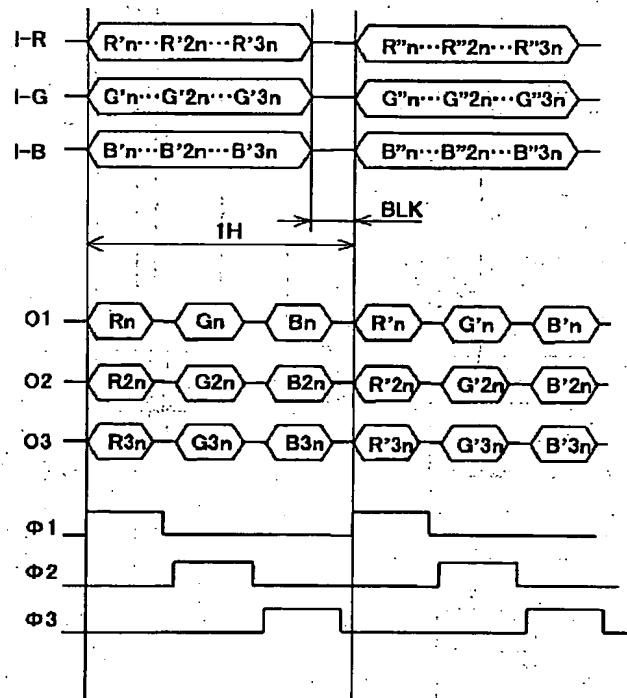 I-R R'n···R'2n···R'3n R"n···R"2n···R"3n
I-G G'n···G'2n···G'3n G"n···G"2n···G"3n
I-B B'n···B'2n···B'3n B"n···B"2n···B"3n
BLK
1H
O1 Rn Gn Bn R'n G'n B'n
O2 R2n G2n B2n R'2n G'2n B'2n
O3 R3n G3n B3n R'3n G'3n B'3n
Φ1
Φ2
Φ3